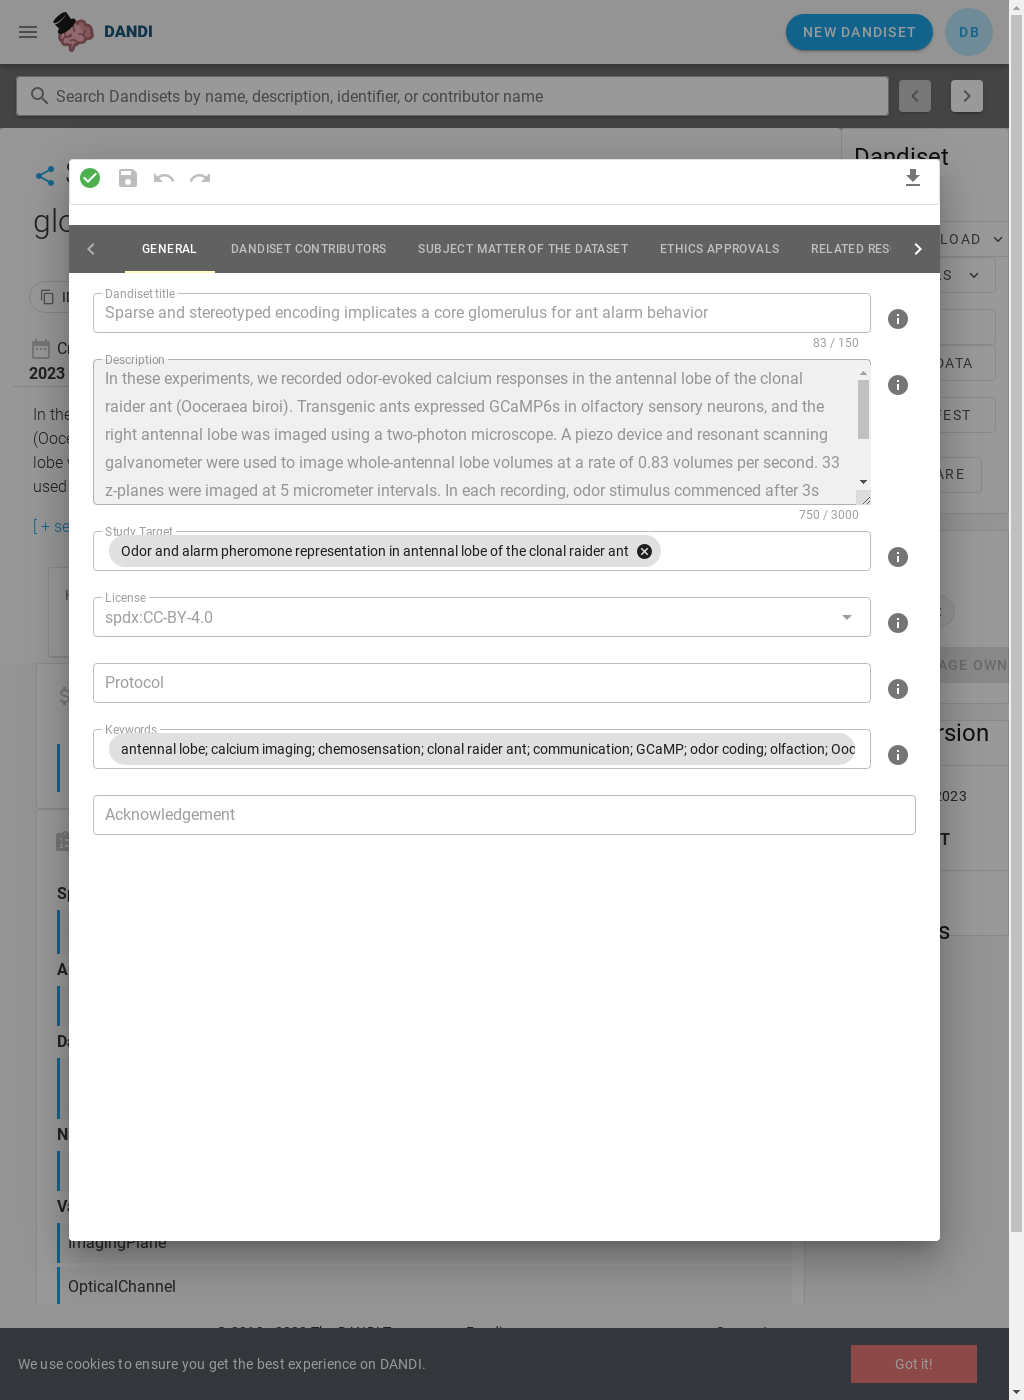 DANDI
NEW DANDISET
DB
Search Dandisets by name, description, identifier, or contributor name
Dandiset
GENERAL
DANDISET CONTRIBUTORS
SUBJECT MATTER OF THE DATASET
ETHICS APPROVALS
RELATED RES
Dandiset title
Sparse and stereotyped encoding implicates a core glomerulus for ant alarm behavior
83 / 150
Description
In these experiments, we recorded odor-evoked calcium responses in the antennal lobe of the clonal
raider ant (Ooceraea biroi). Transgenic ants expressed GCaMP6s in olfactory sensory neurons, and the
right antennal lobe was imaged using a two-photon microscope. A piezo device and resonant scanning
galvanometer were used to image whole-antennal lobe volumes at a rate of 0.83 volumes per second. 33
z-planes were imaged at 5 micrometer intervals. In each recording, odor stimulus commenced after 3s
750 / 3000
Study Target
Odor and alarm pheromone representation in antennal lobe of the clonal raider ant
License
spdx:CC-BY-4.0
Protocol
Keywords
antennal lobe; calcium imaging; chemosensation; clonal raider ant; communication; GCaMP; odor coding; olfaction; Ooc
Acknowledgement
glo
2023
In the
(Ooce
lobe
used
[ + se
LOAD
DATA
AGE OWN
rsion
2023
ImagingPlane
OpticalChannel
We use cookies to ensure you get the best experience on DANDI.
Got it!